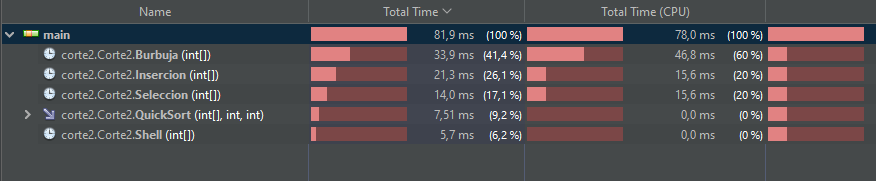 Name Total Time Total Time (CPU)
main 81,9 ms (100 %) 78,0 ms (100 %)
corte2.Corte2.Burbuja (int[]) 33,9 ms (41,4 %) 46,8 ms (60 %)
corte2.Corte2.Insercion (int[]) 21,3 ms (26,1 %) 15,6 ms (20 %)
corte2.Corte2.Seleccion (int[]) 14,0 ms (17,1 %) 15,6 ms (20 %)
corte2.Corte2.QuickSort (int[], int, int) 7,51 ms (9,2 %) 0,0 ms (0 %)
corte2.Corte2.Shell (int[]) 5,7 ms (6,2 %) 0,0 ms (0 %)